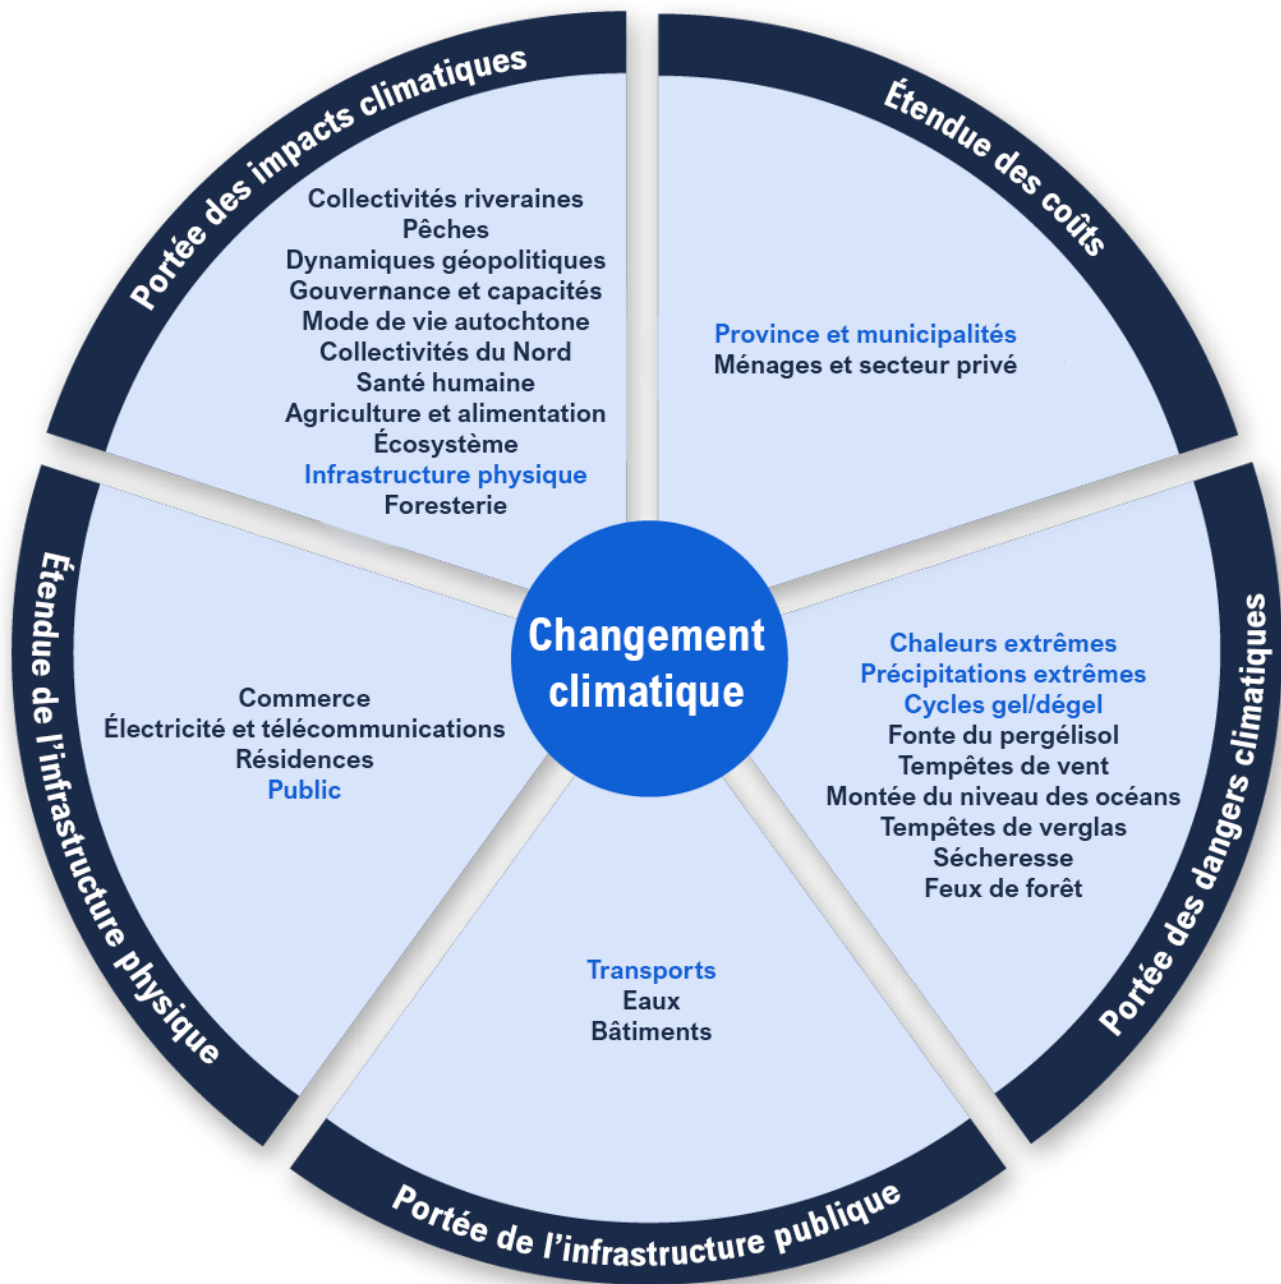 Portée des impacts climatiques
Collectivités riveraines
Pêches
Dynamiques géopolitiques
Gouvernance et capacités
Mode de vie autochtone
Collectivités du Nord
Santé humaine
Agriculture et alimentation
Écosystème
Infrastructure physique
Foresterie
Étendue des coûts
Province et municipalités
Ménages et secteur privé
Changement
climatique
Portée des dangers climatiques
Chaleurs extrêmes
Précipitations extrêmes
Cycles gel/dégel
Fonte du pergélisol
Tempêtes de vent
Montée du niveau des océans
Tempêtes de verglas
Sécheresse
Feux de forêt
Portée de l'infrastructure publique
Transports
Eaux
Bâtiments
Étendue de l'infrastructure physique
Commerce
Électricité et télécommunications
Résidences
Public